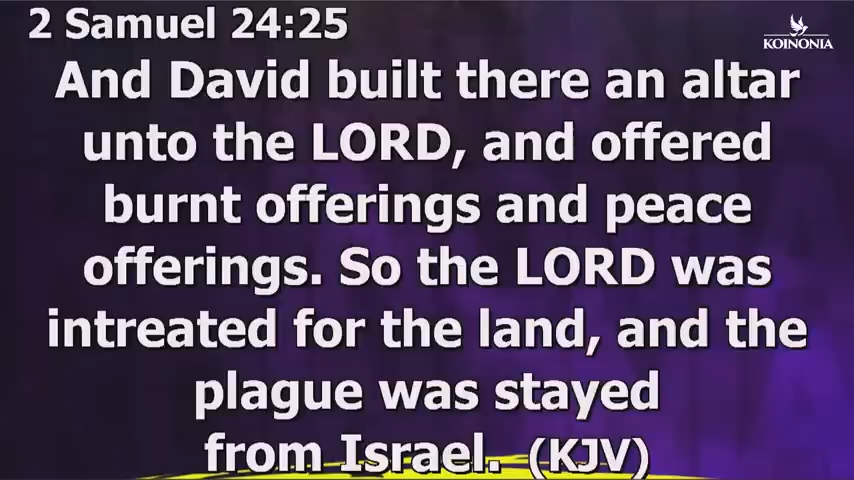 2 Samuel 24:25
KOINONIA
And David built there an altar
unto the LORD, and offered
burnt offerings and peace
offerings. So the LORD was
intreated for the land, and the
plague was stayed
from Israel. (KJV)